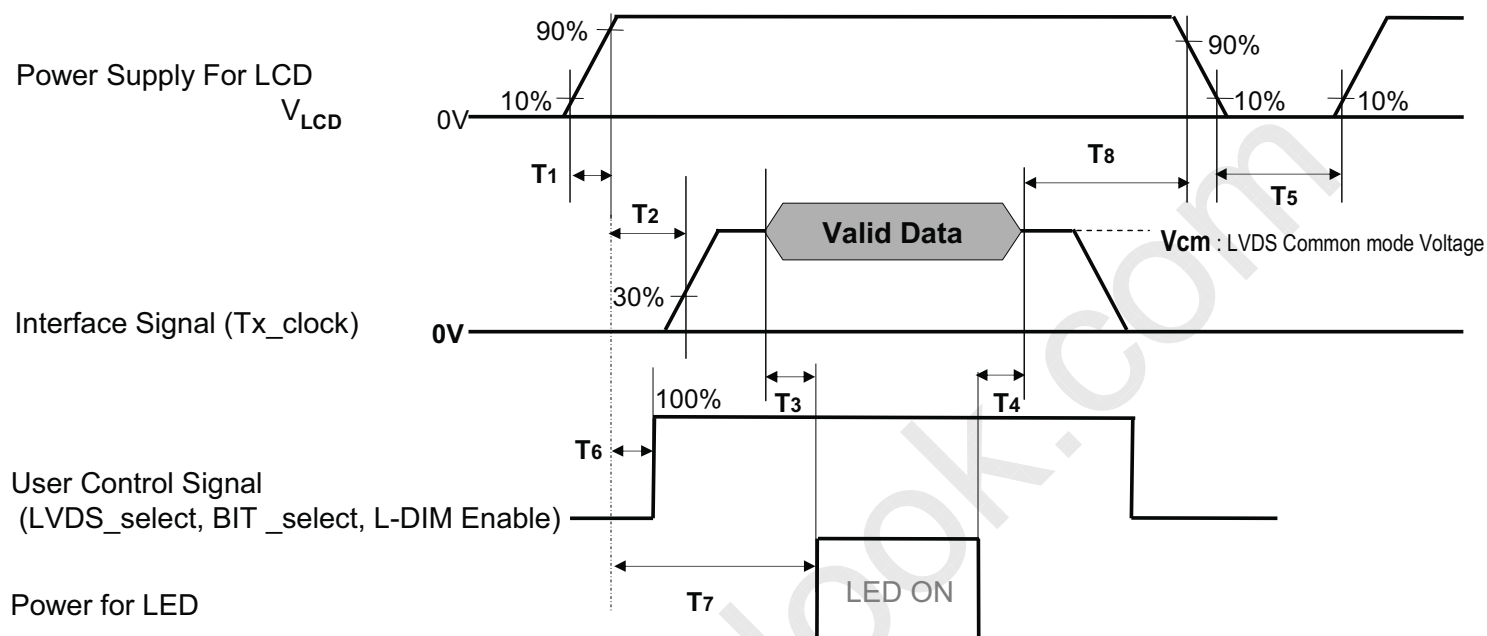 90%
90%
Power Supply For LCD
10%
10%
10%
VLCD
0V
T1
T8
T5
T2
Valid Data
Vcm : LVDS Common mode Voltage
30%
Interface Signal (Tx_clock)
0V
100%
T3
T4
T6
User Control Signal
(LVDS_select, BIT _select, L-DIM Enable)
LED ON
T7
Power for LED
look.com